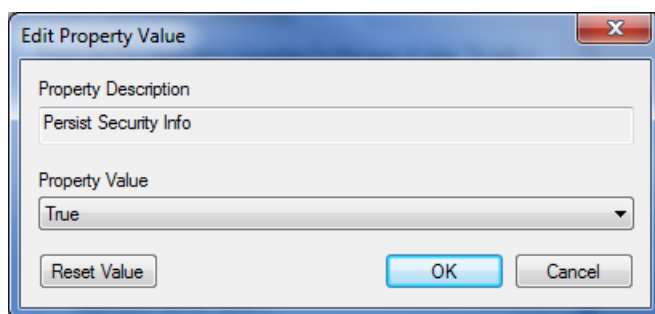 Edit Property Value
Property Description
Persist Security Info
Property Value
True
Reset Value OK Cancel